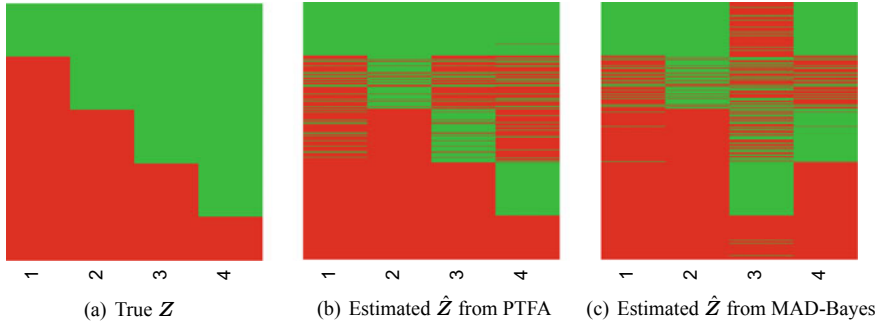 1 2 3 4
1 2 3 4
1 2 3 4
(a) True Z
(b) Estimated Ẑ from PTFA
(c) Estimated Ẑ from MAD-Bayes